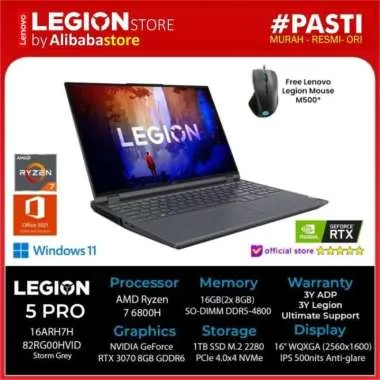 Lenovo
LEGION STORE
by Alibabastore
#PASTI
MURAH - RESMI- ORI
Free Lenovo
Legion Mouse
M500*
AMD
RYZEN
7
Office 2021
Windows 11
LEGION
NVIDIA
GEFORCE
RTX
official store
LEGION
5 PRO
16ARH7H
82RG00HVID
Storm Grey
Processor
AMD Ryzen
7 6800H
Memory
16GB(2x 8GB)
SO-DIMM DDR5-4800
Warranty
3Y ADP
3Y Legion
Ultimate Support
Graphics
NVIDIA GeForce
RTX 3070 8GB GDDR6
Storage
1TB SSD M.2 2280
PCIe 4.0x4 NVMe
Display
16" WQXGA (2560x1600)
IPS 500nits Anti-glare